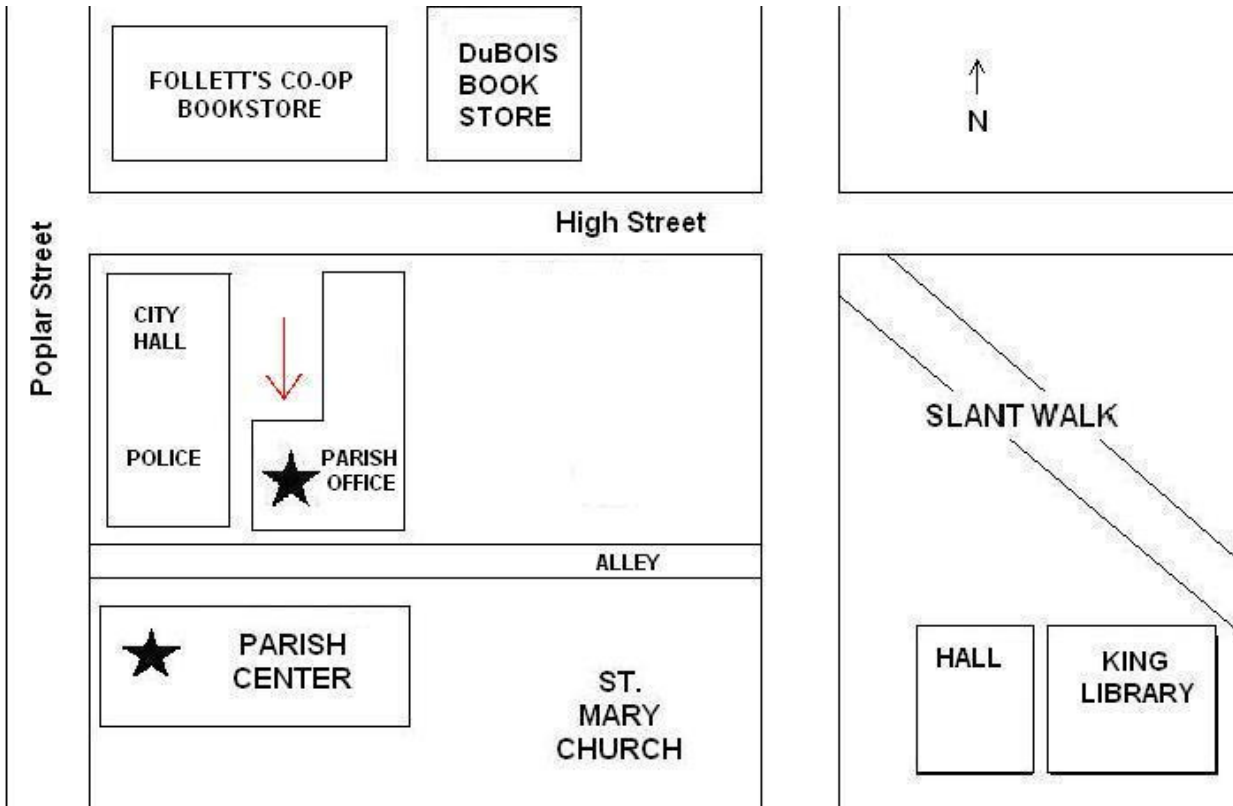 FOLLETT'S CO-OP
BOOKSTORE
DuBOIS
BOOK
STORE
N
High Street
Poplar Street
CITY
HALL
POLICE
PARISH
OFFICE
SLANT WALK
ALLEY
PARISH
CENTER
ST.
MARY
CHURCH
HALL
KING
LIBRARY